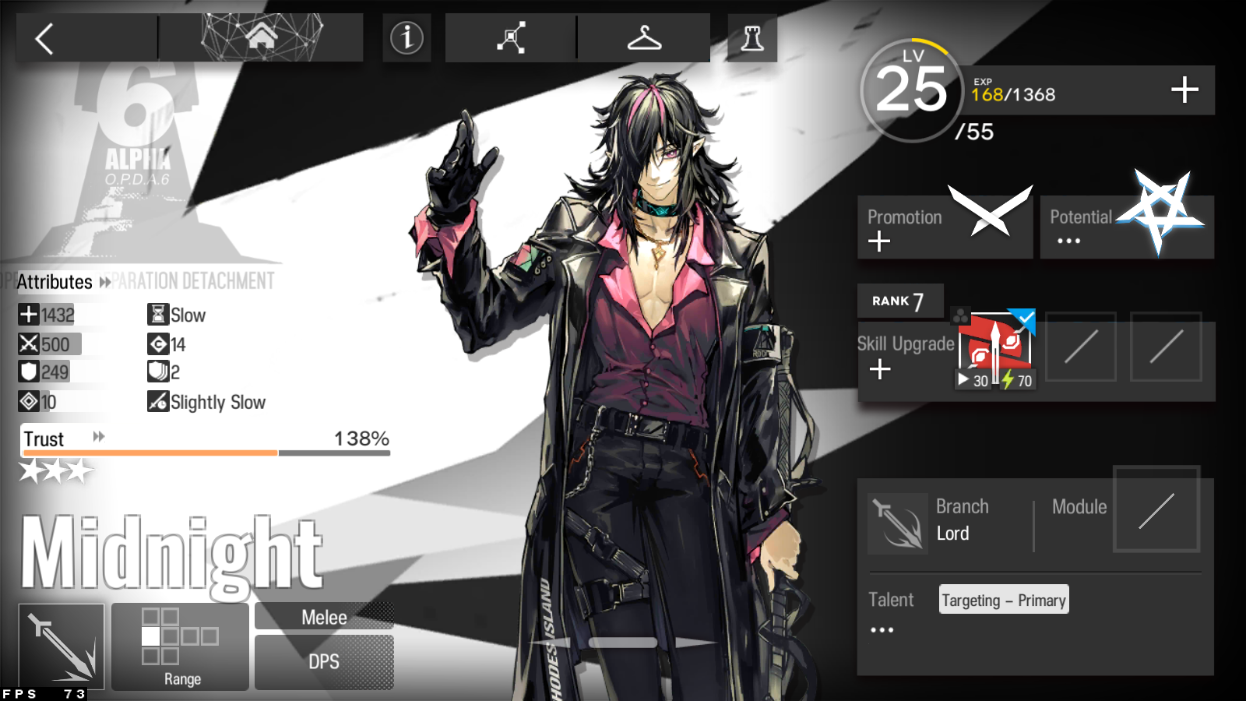 LV
25
/55
EXP
168/1368
6
ALPHA
O.P.D.A.6
PARATION DETACHMENT
Attributes
1432
Slow
500
14
249
2
10
Slightly Slow
Trust
138%
Midnight
Range
Melee
DPS
Promotion
Potential
RANK 7
Skill Upgrade
30
70
Branch
Lord
Module
Talent
Targeting – Primary
HODES ISLAND
FPS 73